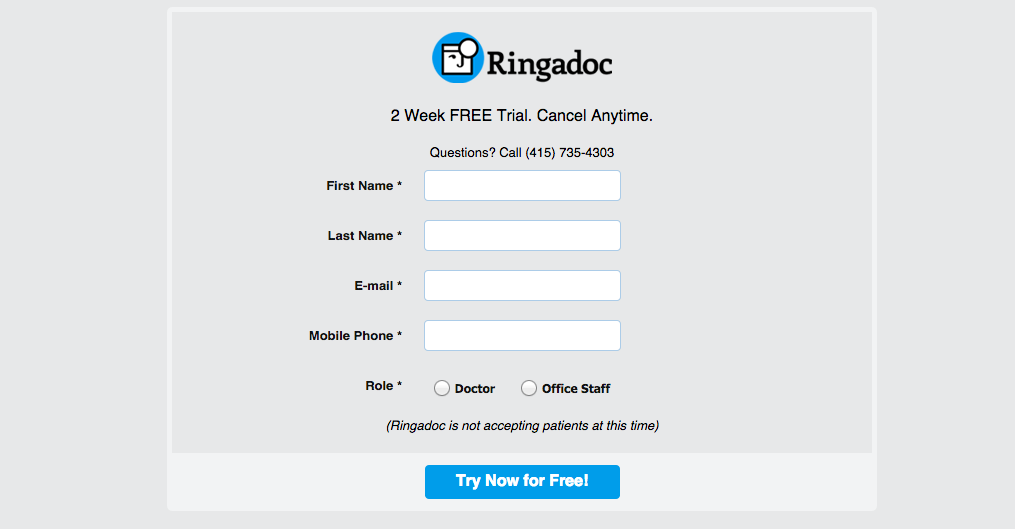 Ringadoc
2 Week FREE Trial. Cancel Anytime.
Questions? Call (415) 735-4303
First Name *
Last Name *
E-mail *
Mobile Phone *
Role * Doctor Office Staff
(Ringadoc is not accepting patients at this time)
Try Now for Free!